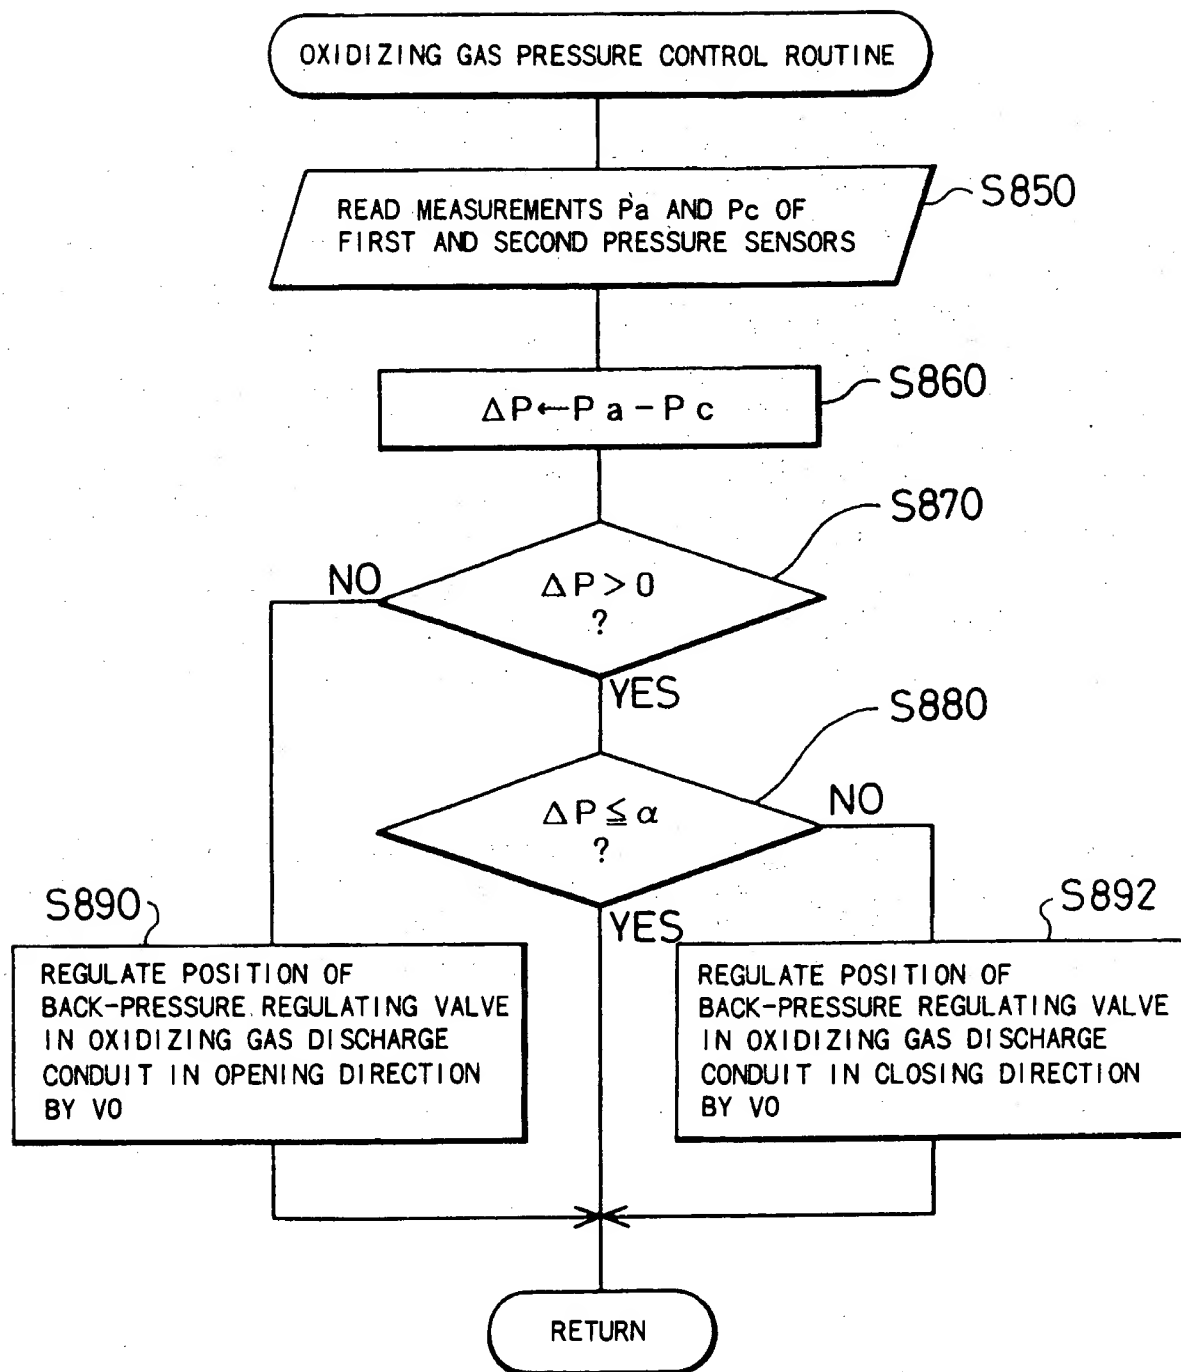 OXIDIZING GAS PRESSURE CONTROL ROUTINE
READ MEASUREMENTS Pa AND Pc OF
FIRST AND SECOND PRESSURE SENSORS
S850
ΔP←Pa-Pc
S860
S870
ΔP>0
?
NO
YES
S880
ΔP≦α
?
NO
YES
S890
REGULATE POSITION OF
BACK-PRESSURE REGULATING VALVE
IN OXIDIZING GAS DISCHARGE
CONDUIT IN OPENING DIRECTION
BY V0
S892
REGULATE POSITION OF
BACK-PRESSURE REGULATING VALVE
IN OXIDIZING GAS DISCHARGE
CONDUIT IN CLOSING DIRECTION
BY V0
RETURN